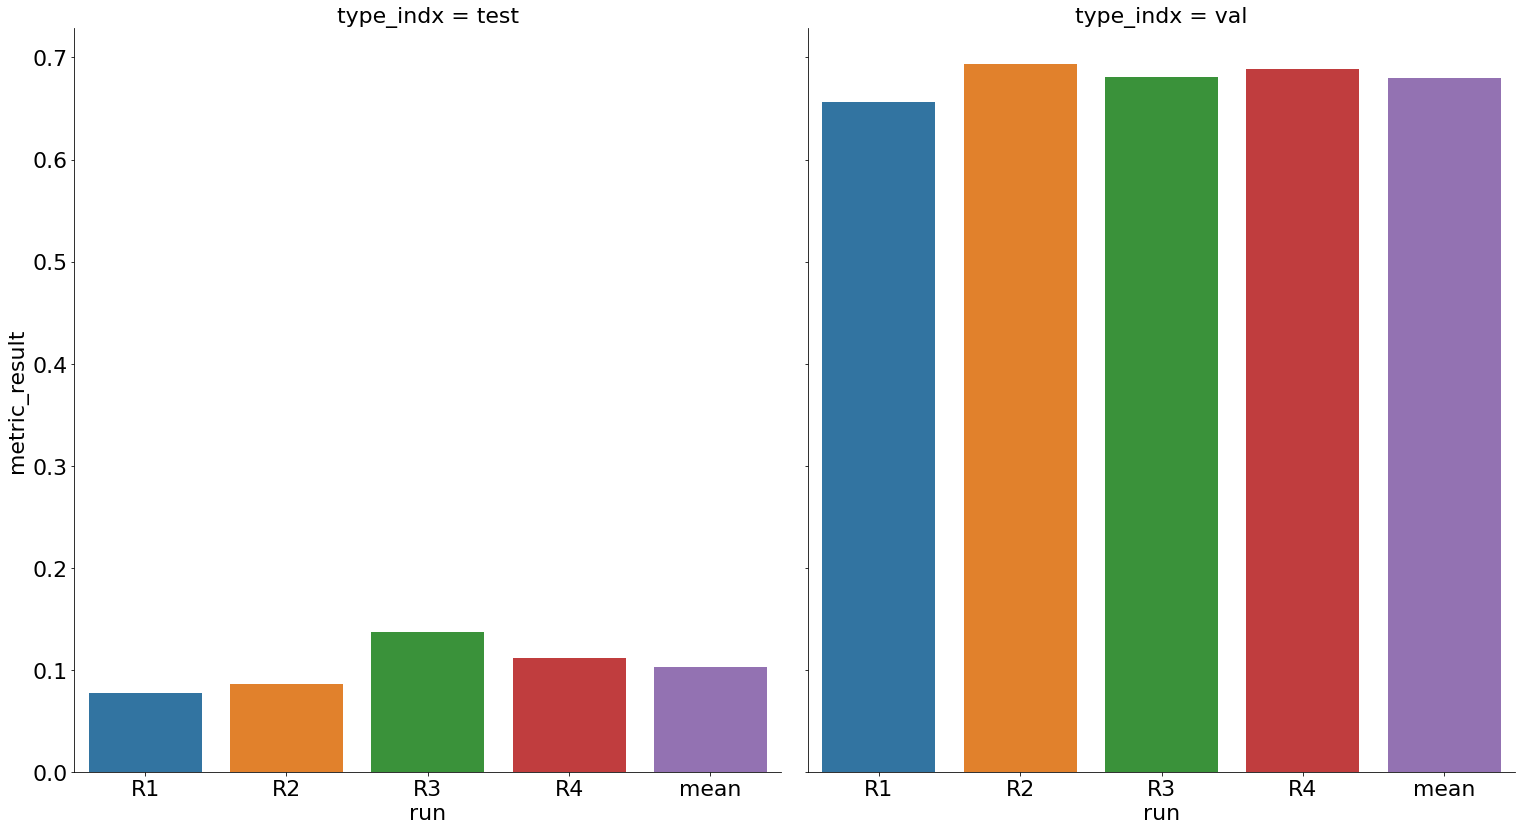 type_indx = test
type_indx = val
metric_result
0.7
0.6
0.5
0.4
0.3
0.2
0.1
0.0
R1 R2 R3 R4 mean
R1 R2 R3 R4 mean
run
run